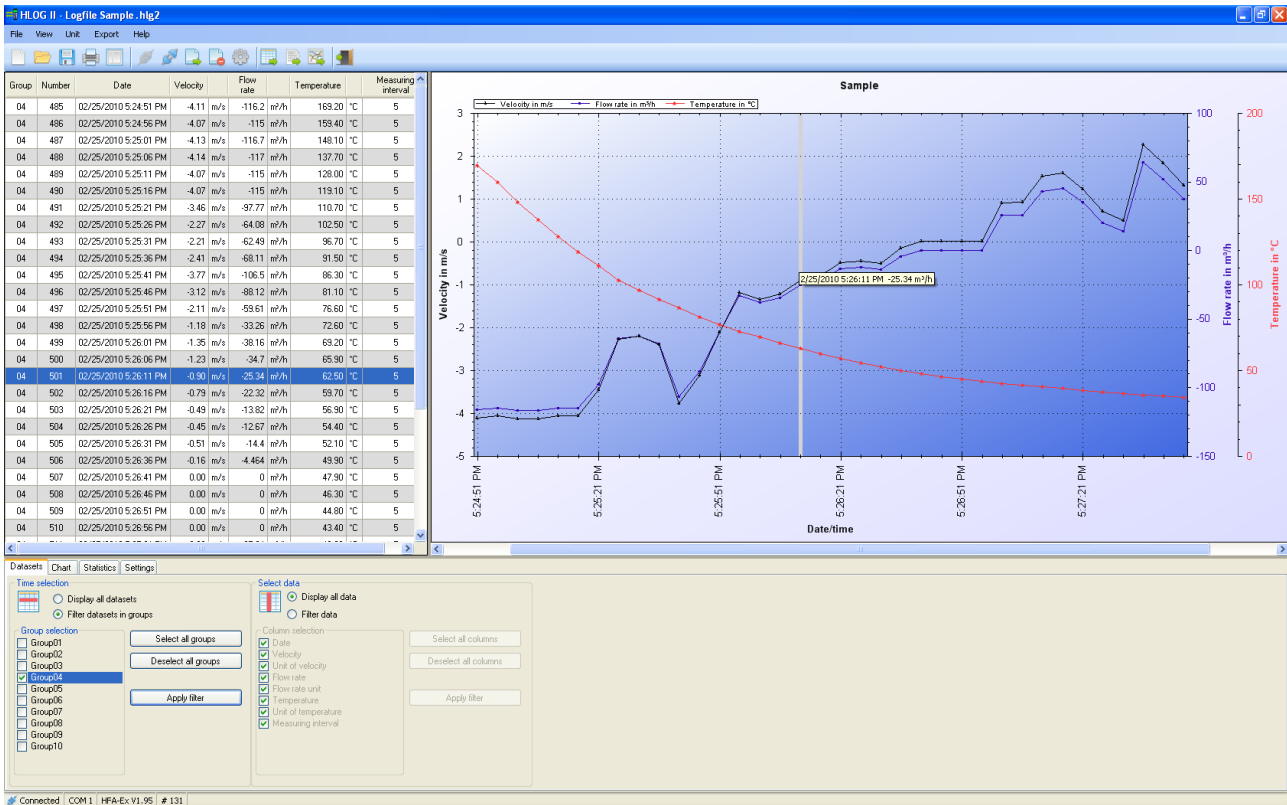 HLOG II - Logfile Sample .hlg2
File View Unit Export Help
Group Number Date Velocity Flow rate Temperature Measuring interval
04 485 02/25/2010 5:24:51 PM -4.11 m/s -116.2 m³/h 169.20 °C 5
04 486 02/25/2010 5:24:56 PM -4.07 m/s -115 m³/h 159.40 °C 5
04 487 02/25/2010 5:25:01 PM -4.13 m/s -116.7 m³/h 148.10 °C 5
04 488 02/25/2010 5:25:06 PM -4.14 m/s -117 m³/h 137.70 °C 5
04 489 02/25/2010 5:25:11 PM -4.07 m/s -115 m³/h 128.00 °C 5
04 490 02/25/2010 5:25:16 PM -4.07 m/s -115 m³/h 119.10 °C 5
04 491 02/25/2010 5:25:21 PM -3.46 m/s -97.77 m³/h 110.70 °C 5
04 492 02/25/2010 5:25:26 PM -2.27 m/s -64.08 m³/h 102.50 °C 5
04 493 02/25/2010 5:25:31 PM -2.21 m/s -62.49 m³/h 96.70 °C 5
04 494 02/25/2010 5:25:36 PM -2.41 m/s -68.11 m³/h 91.50 °C 5
04 495 02/25/2010 5:25:41 PM -3.77 m/s -106.5 m³/h 86.30 °C 5
04 496 02/25/2010 5:25:46 PM -3.12 m/s -88.12 m³/h 81.10 °C 5
04 497 02/25/2010 5:25:51 PM -2.11 m/s -59.61 m³/h 76.60 °C 5
04 498 02/25/2010 5:25:56 PM -1.18 m/s -33.26 m³/h 72.60 °C 5
04 499 02/25/2010 5:26:01 PM -1.35 m/s -38.16 m³/h 69.20 °C 5
04 500 02/25/2010 5:26:06 PM -1.23 m/s -34.7 m³/h 65.90 °C 5
04 501 02/25/2010 5:26:11 PM -0.90 m/s -25.34 m³/h 62.50 °C 5
04 502 02/25/2010 5:26:16 PM -0.79 m/s -22.32 m³/h 59.70 °C 5
04 503 02/25/2010 5:26:21 PM -0.49 m/s -13.82 m³/h 56.90 °C 5
04 504 02/25/2010 5:26:26 PM -0.45 m/s -12.67 m³/h 54.40 °C 5
04 505 02/25/2010 5:26:31 PM -0.51 m/s -14.4 m³/h 52.10 °C 5
04 506 02/25/2010 5:26:36 PM -0.16 m/s -4.464 m³/h 49.90 °C 5
04 507 02/25/2010 5:26:41 PM 0.00 m/s 0 m³/h 47.90 °C 5
04 508 02/25/2010 5:26:46 PM 0.00 m/s 0 m³/h 46.30 °C 5
04 509 02/25/2010 5:26:51 PM 0.00 m/s 0 m³/h 44.80 °C 5
04 510 02/25/2010 5:26:56 PM 0.00 m/s 0 m³/h 43.40 °C 5
Sample
Velocity in m/s Flow rate in m³/h Temperature in °C
3
2
1
0
-1
-2
-3
-4
-5
Velocity in m/s
2/25/2010 5:26:11 PM -25.34 m³/h
100
50
0
-50
-100
-150
Flow rate in m³/h
200
150
100
50
0
Temperature in °C
5:24:51 PM
5:25:21 PM
5:25:51 PM
5:26:21 PM
5:26:51 PM
5:27:21 PM
Date/time
Datasets Chart Statistics Settings
Time selection
Display all datasets
Filter datasets in groups
Group selection
Group01
Group02
Group03
Group04
Group05
Group06
Group07
Group08
Group09
Group10
Select all groups
Deselect all groups
Apply filter
Select data
Display all data
Filter data
Column selection
Date
Velocity
Unit of velocity
Flow rate
Flow rate unit
Temperature
Unit of temperature
Measuring interval
Select all columns
Deselect all columns
Apply filter
Connected COM 1 HFA-Ex V1.95 # 131